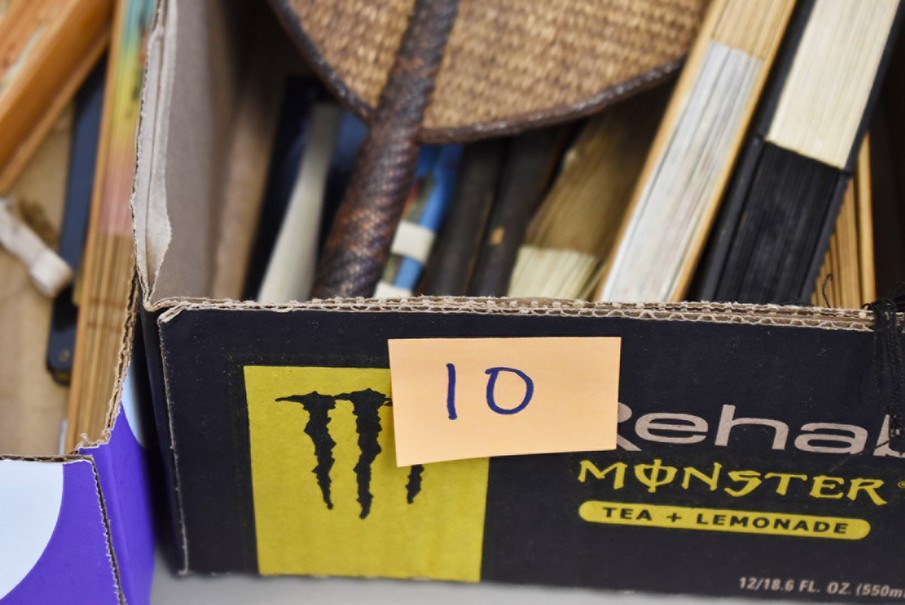 10
Rehab
MONSTER
TEA + LEMONADE
12/18.6 FL. OZ. (550m